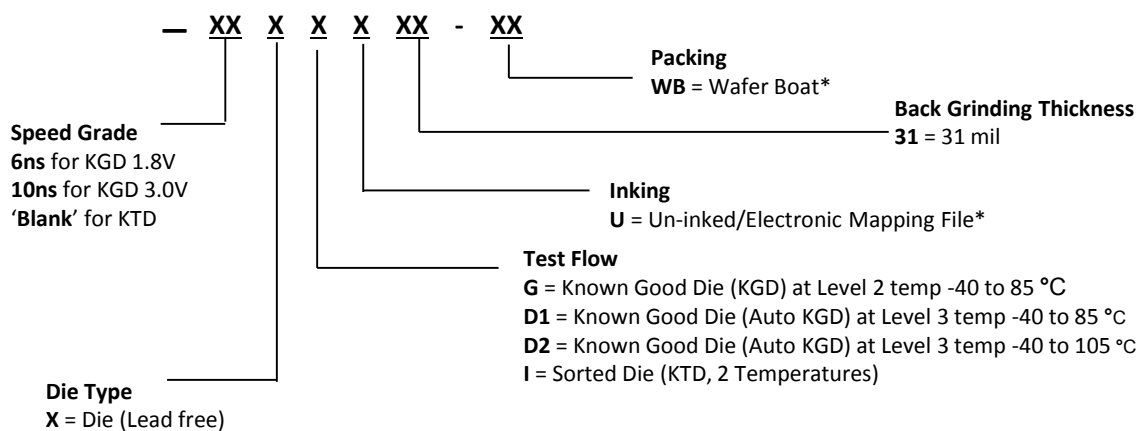 — XX X X X XX - XX
Packing
WB = Wafer Boat*
Back Grinding Thickness
31 = 31 mil
Speed Grade
6ns for KGD 1.8V
10ns for KGD 3.0V
‘Blank’ for KTD
Inking
U = Un-inked/Electronic Mapping File*
Test Flow
G = Known Good Die (KGD) at Level 2 temp -40 to 85 °C
D1 = Known Good Die (Auto KGD) at Level 3 temp -40 to 85 °C
D2 = Known Good Die (Auto KGD) at Level 3 temp -40 to 105 °C
I = Sorted Die (KTD, 2 Temperatures)
Die Type
X = Die (Lead free)